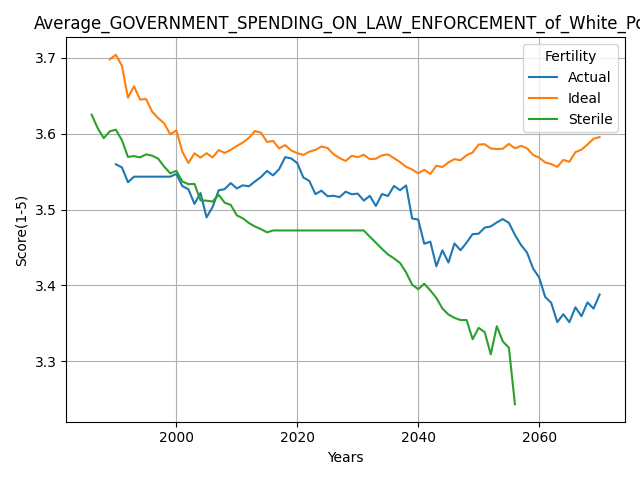 Average_GOVERNMENT_SPENDING_ON_LAW_ENFORCEMENT_of_White_Po
Fertility
Actual
Ideal
Sterile
Score(1-5)
3.7
3.6
3.5
3.4
3.3
2000 2020 2040 2060
Years